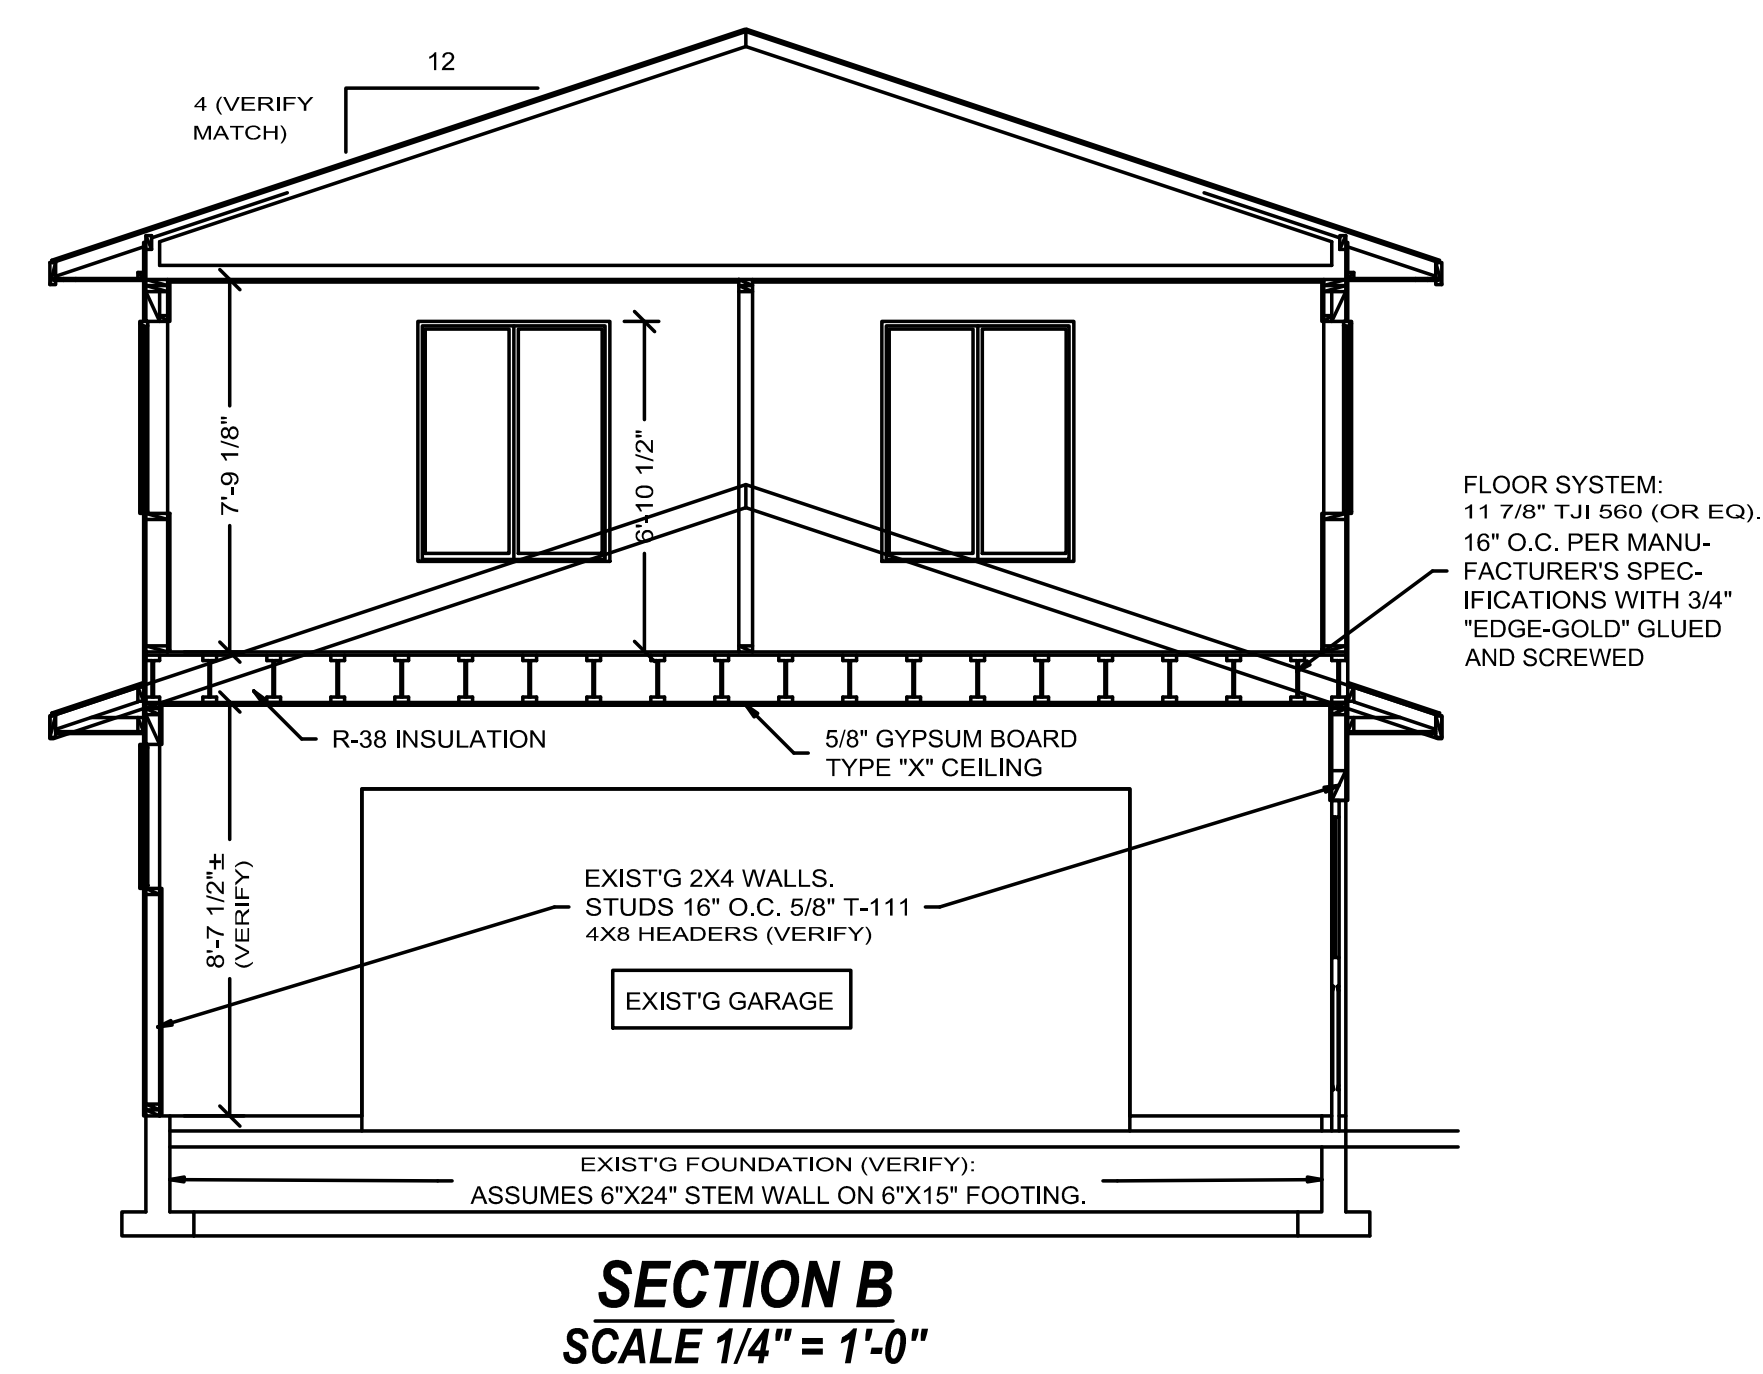 12
4 (VERIFY
MATCH)
7'-9 1/8"
6'-10 1/2"
FLOOR SYSTEM:
11 7/8" TJI 560 (OR EQ).
16" O.C. PER MANU-
FACTURER'S SPEC-
IFICATIONS WITH 3/4"
"EDGE-GOLD" GLUED
AND SCREWED
R-38 INSULATION
5/8" GYPSUM BOARD
TYPE "X" CEILING
8'-7 1/2"±
(VERIFY)
EXIST'G 2X4 WALLS.
STUDS 16" O.C. 5/8" T-111
4X8 HEADERS (VERIFY)
EXIST'G GARAGE
EXIST'G FOUNDATION (VERIFY):
ASSUMES 6"X24" STEM WALL ON 6"X15" FOOTING.
SECTION B
SCALE 1/4" = 1'-0"